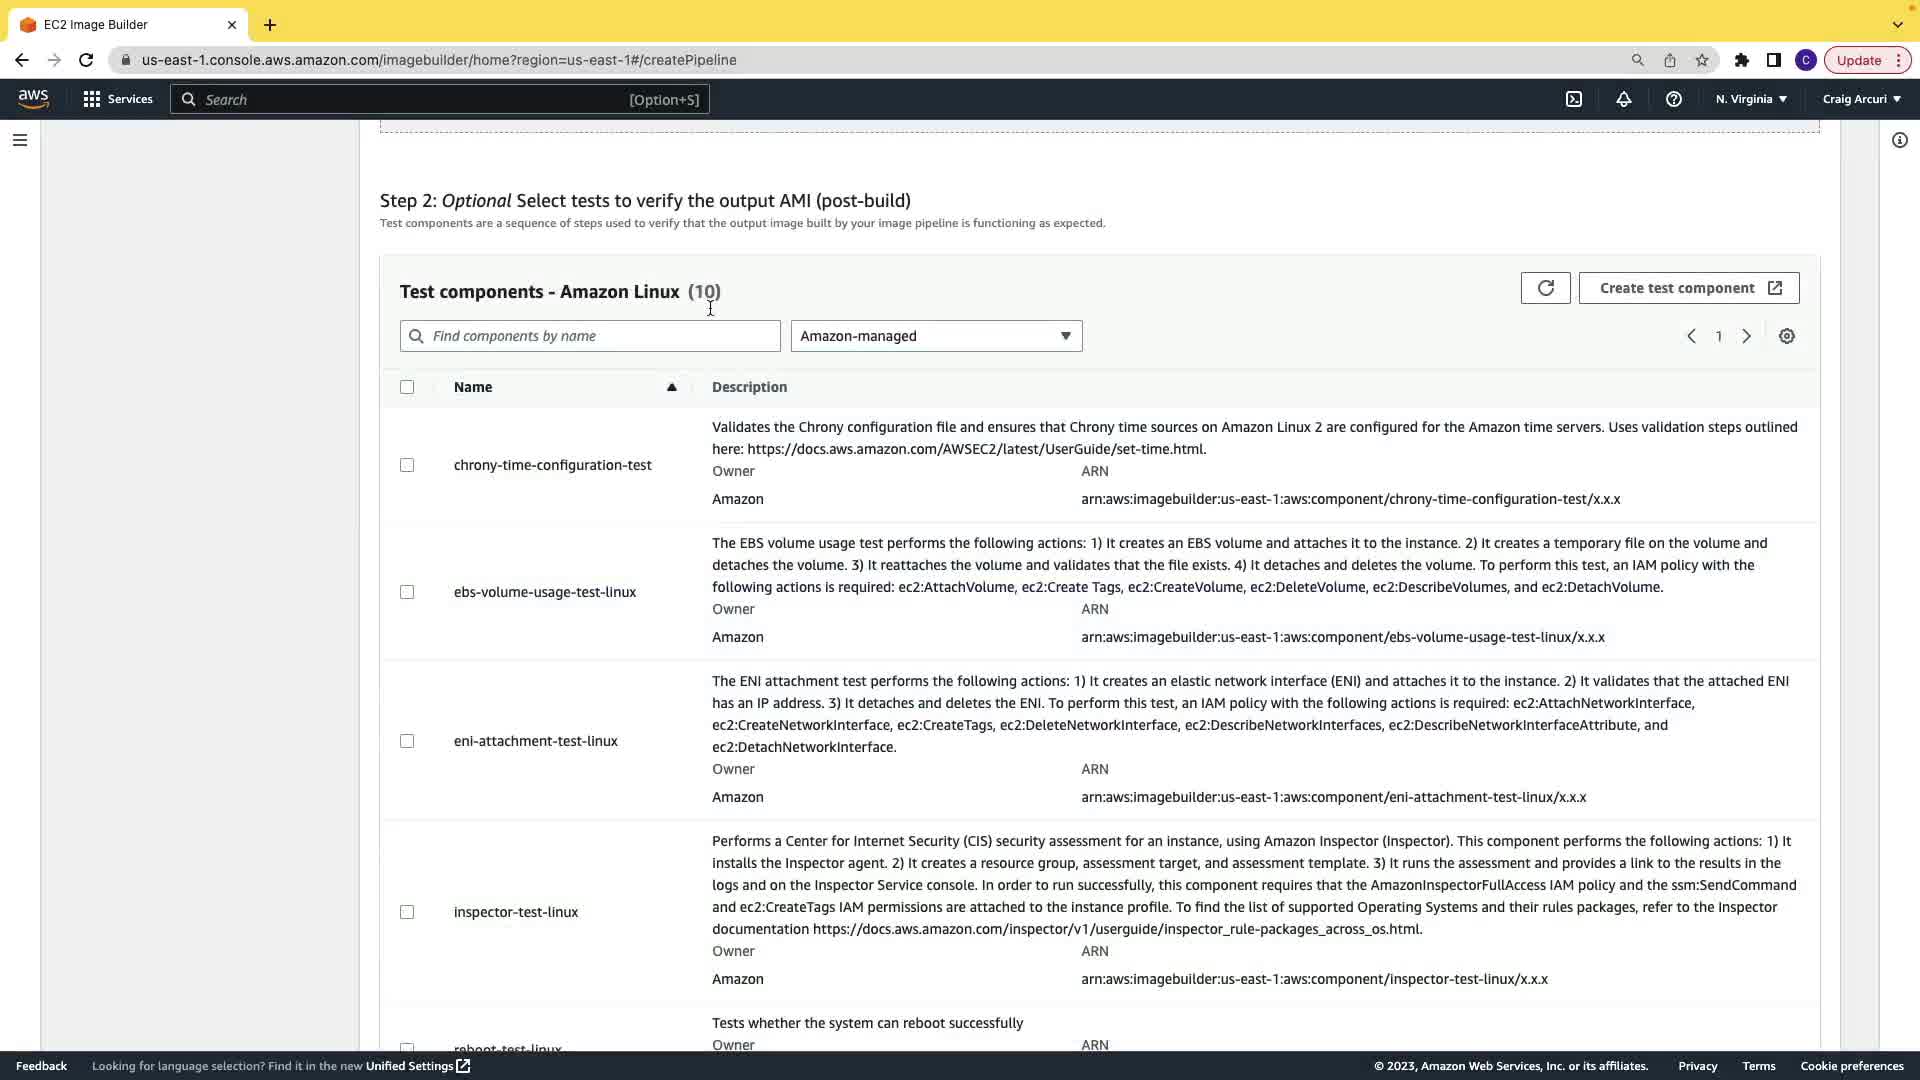 EC2 Image Builder
us-east-1.console.aws.amazon.com/imagebuilder/home?region=us-east-1#/createPipeline
C
Update
aws
Services
Search
[Option+S]
N. Virginia
Craig Arcuri
Step 2: Optional Select tests to verify the output AMI (post-build)
Test components are a sequence of steps used to verify that the output image built by your image pipeline is functioning as expected.
Test components - Amazon Linux (10)
Create test component
Find components by name
Amazon-managed
1
Name
Description
chrony-time-configuration-test
Validates the Chrony configuration file and ensures that Chrony time sources on Amazon Linux 2 are configured for the Amazon time servers. Uses validation steps outlined
here: https://docs.aws.amazon.com/AWSEC2/latest/UserGuide/set-time.html.
Owner
ARN
Amazon
arn:aws:imagebuilder:us-east-1:aws:component/chrony-time-configuration-test/x.x.x
ebs-volume-usage-test-linux
The EBS volume usage test performs the following actions: 1) It creates an EBS volume and attaches it to the instance. 2) It creates a temporary file on the volume and
detaches the volume. 3) It reattaches the volume and validates that the file exists. 4) It detaches and deletes the volume. To perform this test, an IAM policy with the
following actions is required: ec2:AttachVolume, ec2:Create Tags, ec2:CreateVolume, ec2:DeleteVolume, ec2:DescribeVolumes, and ec2:DetachVolume.
Owner
ARN
Amazon
arn:aws:imagebuilder:us-east-1:aws:component/ebs-volume-usage-test-linux/x.x.x
eni-attachment-test-linux
The ENI attachment test performs the following actions: 1) It creates an elastic network interface (ENI) and attaches it to the instance. 2) It validates that the attached ENI
has an IP address. 3) It detaches and deletes the ENI. To perform this test, an IAM policy with the following actions is required: ec2:AttachNetworkInterface,
ec2:CreateNetworkInterface, ec2:CreateTags, ec2:DeleteNetworkInterface, ec2:DescribeNetworkInterfaces, ec2:DescribeNetworkInterfaceAttribute, and
ec2:DetachNetworkInterface.
Owner
ARN
Amazon
arn:aws:imagebuilder:us-east-1:aws:component/eni-attachment-test-linux/x.x.x
inspector-test-linux
Performs a Center for Internet Security (CIS) security assessment for an instance, using Amazon Inspector (Inspector). This component performs the following actions: 1) It
installs the Inspector agent. 2) It creates a resource group, assessment target, and assessment template. 3) It runs the assessment and provides a link to the results in the
logs and on the Inspector Service console. In order to run successfully, this component requires that the AmazonInspectorFullAccess IAM policy and the ssm:SendCommand
and ec2:CreateTags IAM permissions are attached to the instance profile. To find the list of supported Operating Systems and their rules packages, refer to the Inspector
documentation https://docs.aws.amazon.com/inspector/v1/userguide/inspector_rule-packages_across_os.html.
Owner
ARN
Amazon
arn:aws:imagebuilder:us-east-1:aws:component/inspector-test-linux/x.x.x
reboot-test-linux
Tests whether the system can reboot successfully
Owner
ARN
Feedback
Looking for language selection? Find it in the new Unified Settings
© 2023, Amazon Web Services, Inc. or its affiliates.
Privacy
Terms
Cookie preferences